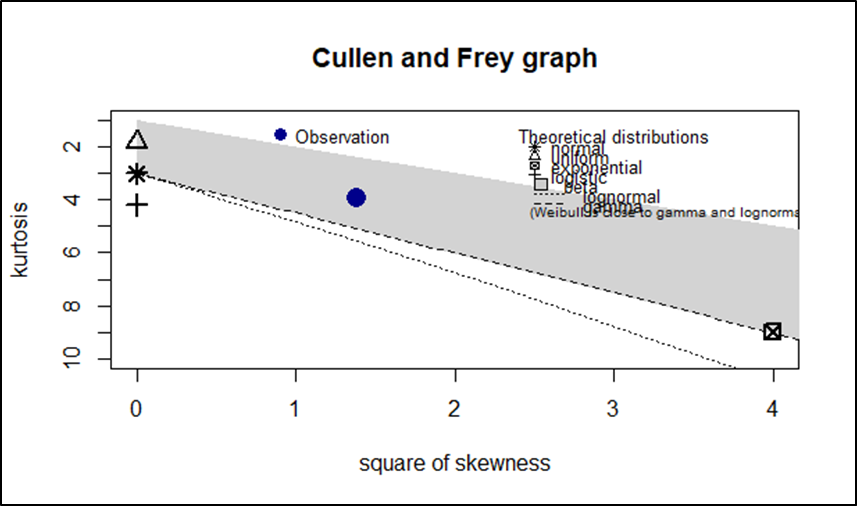 Cullen and Frey graph
kurtosis
2
4
6
8
10
Observation
Theoretical distributions
normal
uniform
exponential
logistic
beta
lognormal
gamma
(Weibull is close to gamma and lognorma
0 1 2 3 4
square of skewness